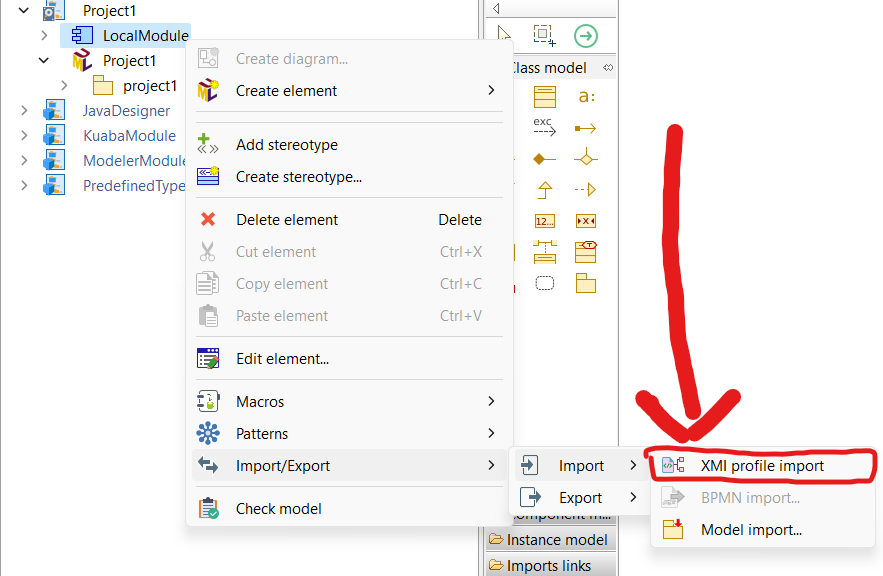 Project1
LocalModule
Project1
project1
JavaDesigner
KuabaModule
ModelerModule
PredefinedType
Create diagram...
Create element
Add stereotype
Create stereotype...
Delete element Delete
Cut element Ctrl+X
Copy element Ctrl+C
Paste element Ctrl+V
Edit element...
Macros
Patterns
Import/Export
Check model
Class model
a:
exc
12...
Import
Export
XMI profile import
BPMN import...
Model import...
Component m...
Instance model
Imports links